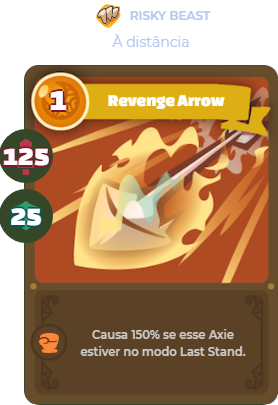 RISKY BEAST
À distância
1
Revenge Arrow
125
25
Causa 150% se esse Axie
estiver no modo Last Stand.